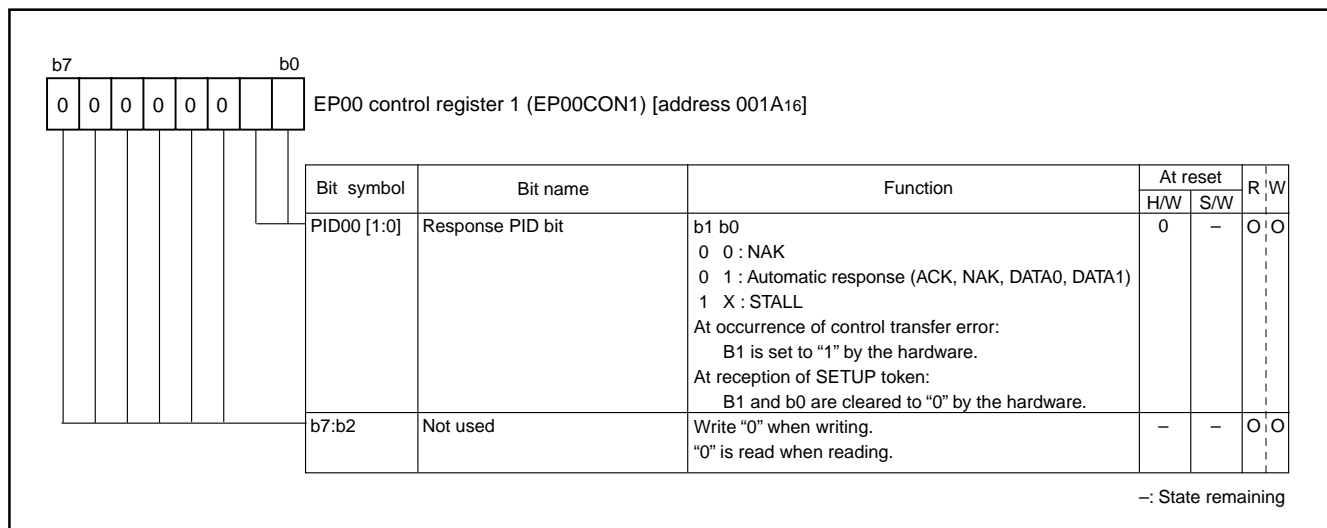 b7 b0
0 0 0 0 0 0 EP00 control register 1 (EP00CON1) [address 001A16]
Bit symbol Bit name Function At reset R W
H/W S/W
PID00 [1:0] Response PID bit b1 b0 0 – O O
0 0 : NAK
0 1 : Automatic response (ACK, NAK, DATA0, DATA1)
1 X : STALL
At occurrence of control transfer error:
B1 is set to “1” by the hardware.
At reception of SETUP token:
B1 and b0 are cleared to “0” by the hardware.
b7:b2 Not used Write “0” when writing. – – O O
“0” is read when reading.
–: State remaining